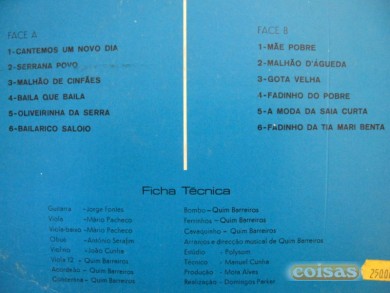 FACE A
1-CANTEMOS UM NOVO DIA
2-SERRANA POVO
3-MALHÃO DE CINFÃES
4-BAILA QUE BAILA
5-OLIVEIRINHA DA SERRA
6-BAILARICO SALOIO
FACE B
1-MÃE POBRE
2-MALHÃO D'ÁGUEDA
3-GOTA VELHA
4-FADINHO DO POBRE
5-A MODA DA SAIA CURTA
6-FADINHO DA TIA MARI BENTA
Ficha Técnica
Guitarra - Jorge Fontes
Viola - Mário Pacheco
Viola-baixo - Mário Pacheco
Oboé - António Serafim
Violino - João Cunha
Viola 12 - Quim Barreiros
Acordeão - Quim Barreiros
Concertina - Quim Barreiros
Bombo - Quim Barreiros
Ferrinhos - Quim Barreiros
Cavaquinho - Quim Barreiros
Arranjos e direcção musical de Quim Barreiros
Estúdio - Polysom
Técnico - Manuel Cunha
Produção - Mota Alves
Realização - Domingos
coisas